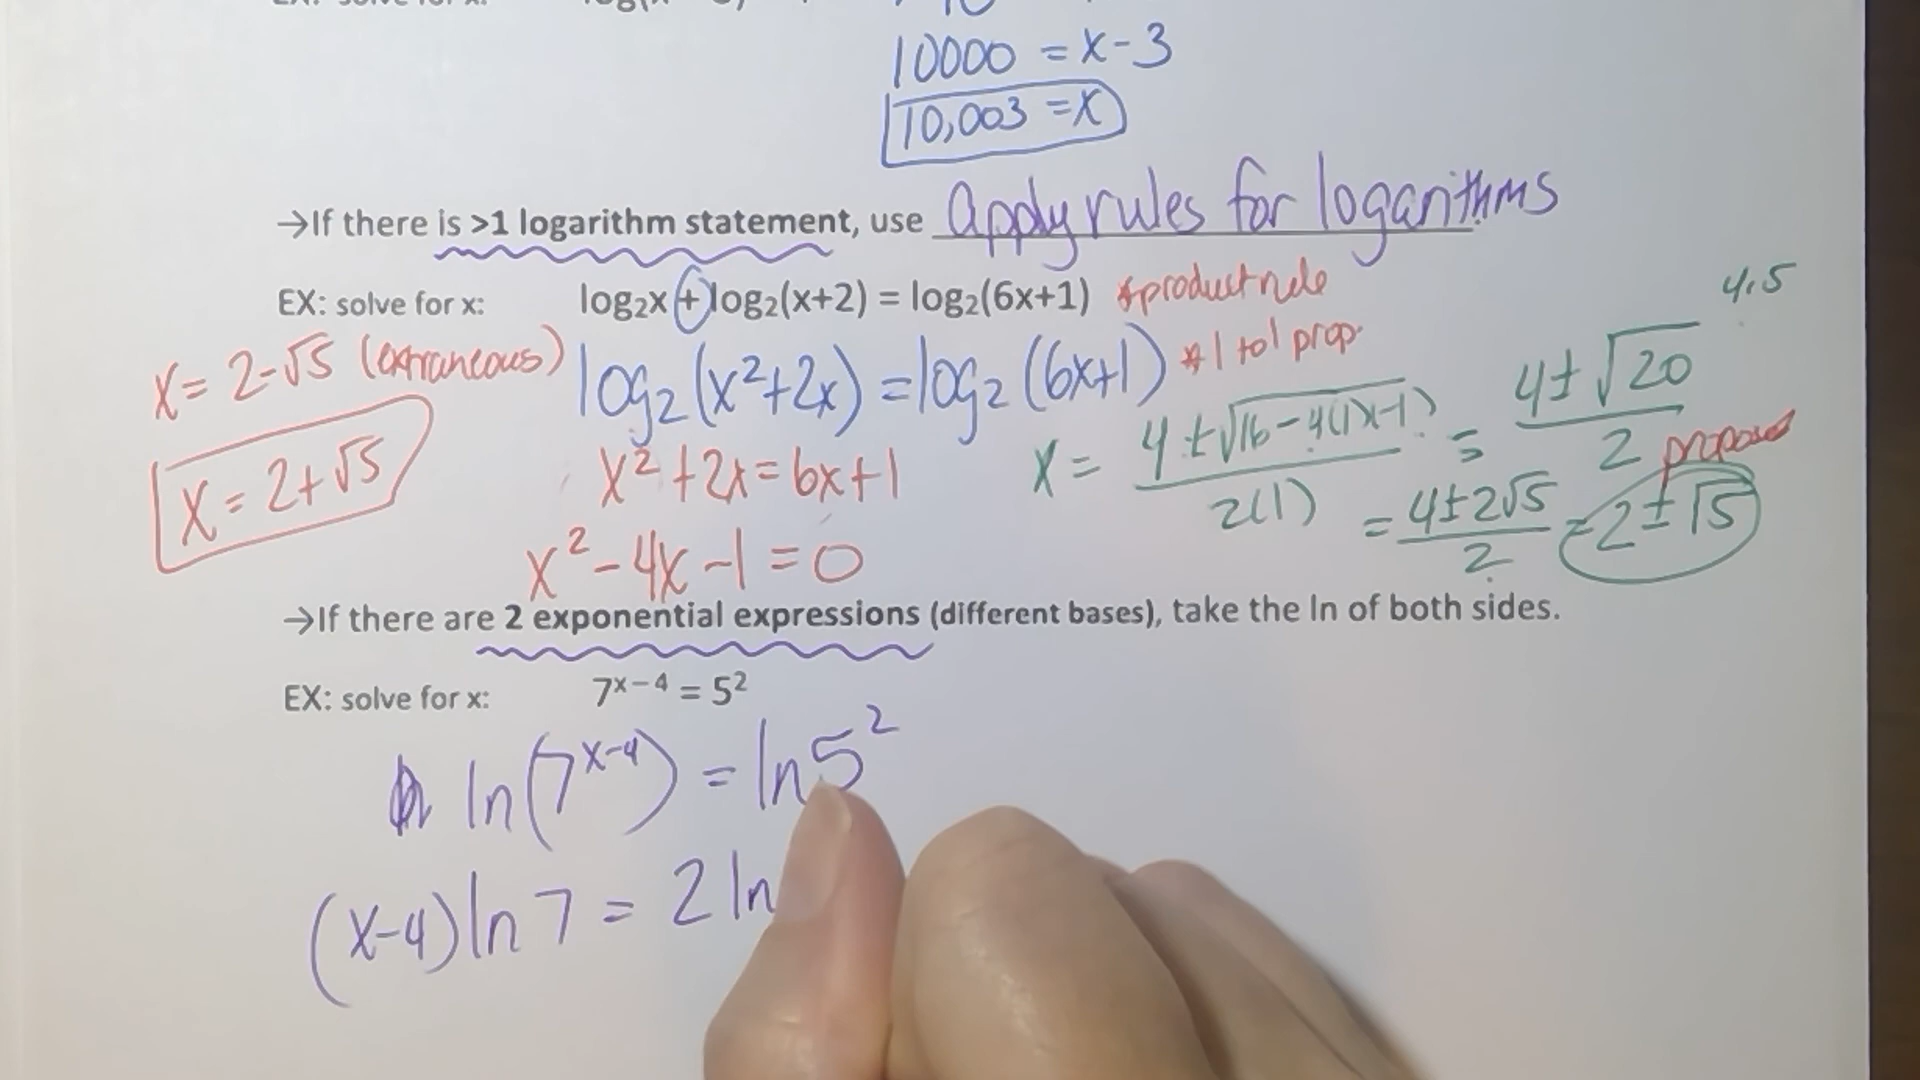 EX: solve for x:
10000 = x-3
10,003 = x
→If there is >1 logarithm statement, use Apply rules for logarithms
EX: solve for x: log₂x + log₂(x+2) = log₂(6x+1) *product rule
4.5
x = 2-√5 (extraneous)
log₂(x²+2x) = log₂(6x+1) *1 to 1 prop.
x = 2+√5
x²+2x = 6x+1
x²-4x-1 = 0
x = 4±√16-4(1)(-1) / 2(1) = 4±√20 / 2
= 4±2√5 / 2 = 2±√5
proposed
→If there are 2 exponential expressions (different bases), take the ln of both sides.
EX: solve for x: 7ˣ⁻⁴ = 5²
ln(7ˣ⁻⁴) = ln5²
(x-4)ln7 = 2ln